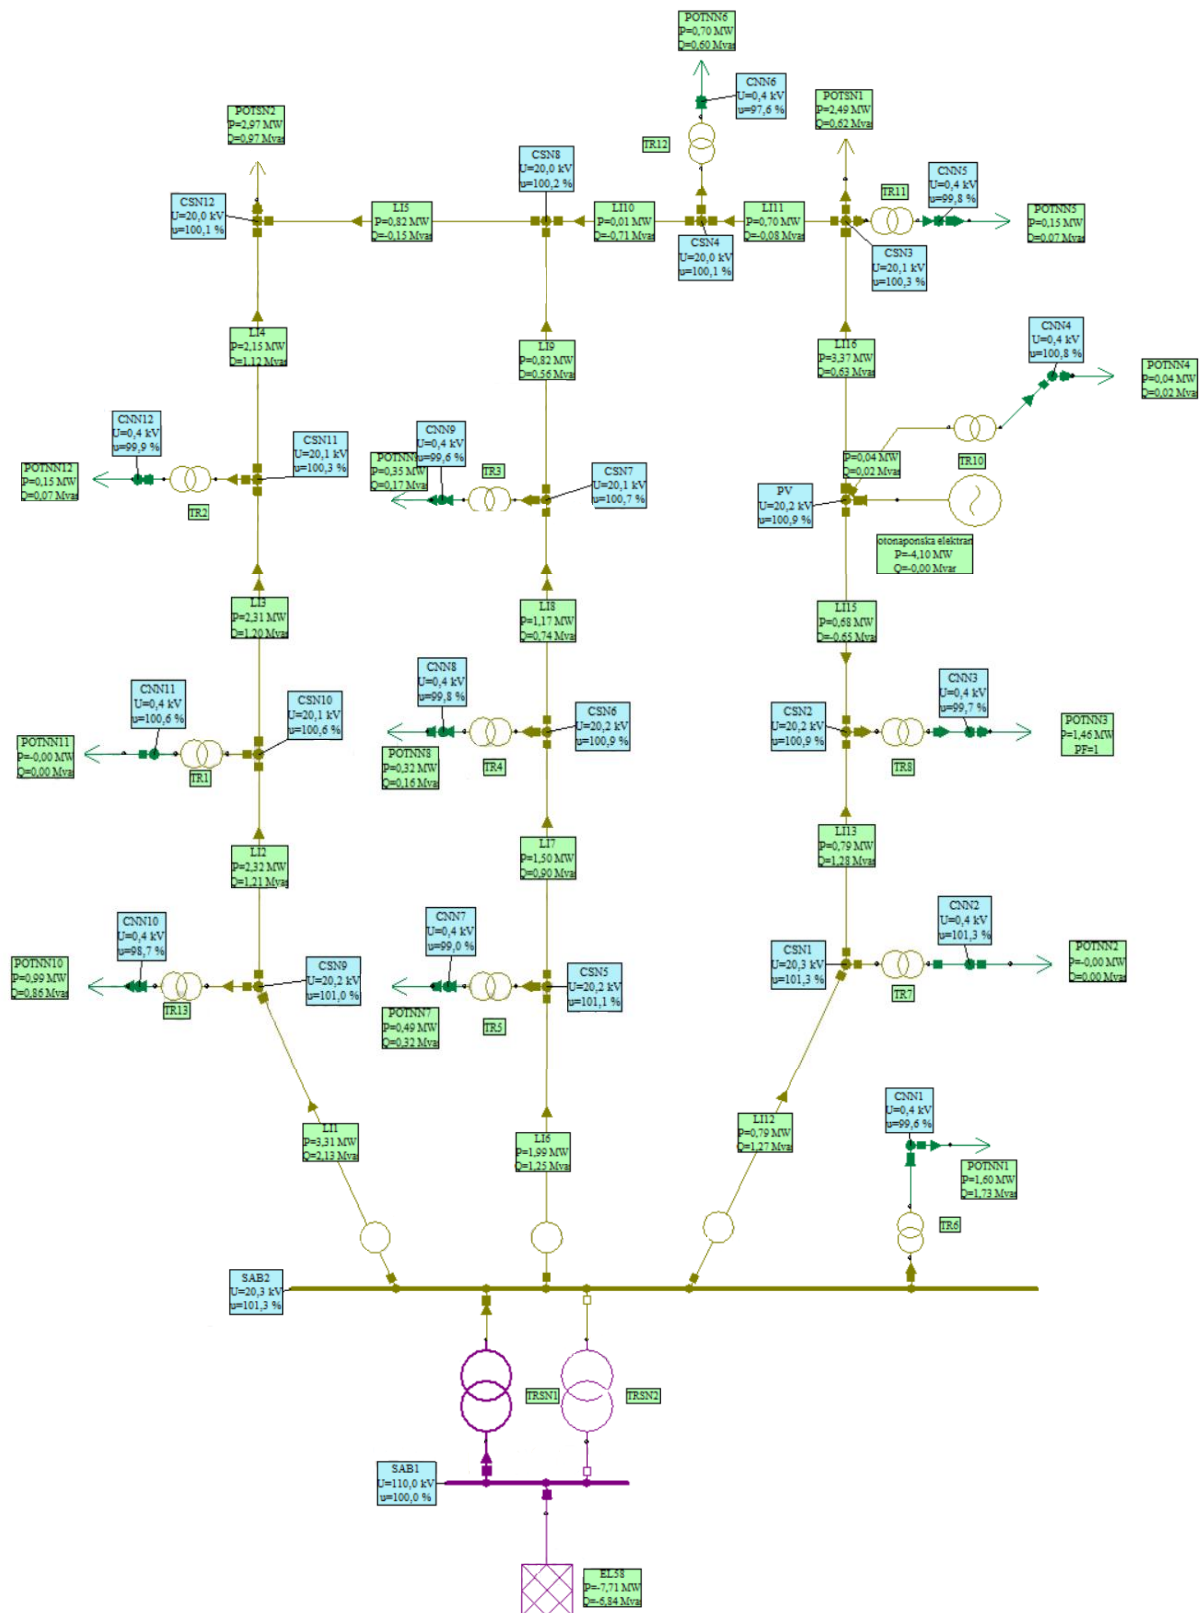 POTNN6
P=0,70 MW
Q=0,60 Mvar
CNN6
U=0,4 kV
u=97,6 %
TR12
POTSN1
P=2,49 MW
Q=0,62 Mvar
POTSN2
P=2,97 MW
Q=0,97 Mvar
CSN8
U=20,0 kV
u=100,2 %
CSN12
U=20,0 kV
u=100,1 %
LI5
P=0,82 MW
Q=-0,15 Mvar
LI10
P=0,01 MW
Q=-0,71 Mvar
LI11
P=0,70 MW
Q=-0,08 Mvar
TR11
CNN5
U=0,4 kV
u=99,8 %
POTNN5
P=0,15 MW
Q=0,07 Mvar
CSN4
U=20,0 kV
u=100,1 %
CSN3
U=20,1 kV
u=100,3 %
LI4
P=2,15 MW
Q=1,12 Mvar
LI9
P=0,82 MW
Q=0,56 Mvar
LI16
P=3,37 MW
Q=0,63 Mvar
CNN4
U=0,4 kV
u=100,8 %
POTNN4
P=0,04 MW
Q=0,02 Mvar
CNN12
U=0,4 kV
u=99,9 %
CSN11
U=20,1 kV
u=100,3 %
CNN9
U=0,4 kV
u=99,6 %
POTNN
P=0,35 MW
Q=0,17 Mvar
TR3
CSN7
U=20,1 kV
u=100,7 %
P=0,04 MW
Q=0,02 Mvar
TR10
PV
U=20,2 kV
u=100,9 %
POTNN12
P=0,15 MW
Q=0,07 Mvar
TR2
otonaponska elektran
P=-4,10 MW
Q=-0,00 Mvar
LI3
P=2,31 MW
Q=1,20 Mvar
LI8
P=1,17 MW
Q=0,74 Mvar
LI15
P=0,68 MW
Q=-0,65 Mvar
CNN11
U=0,4 kV
u=100,6 %
CSN10
U=20,1 kV
u=100,6 %
CNN8
U=0,4 kV
u=99,8 %
CSN6
U=20,2 kV
u=100,9 %
CSN2
U=20,2 kV
u=100,9 %
CNN3
U=0,4 kV
u=99,7 %
POTNN11
P=-0,00 MW
Q=0,00 Mvar
TR1
POTNN8
P=0,32 MW
Q=0,16 Mvar
TR4
TR8
POTNN3
P=1,46 MW
PF=1
LI2
P=2,32 MW
Q=1,21 Mvar
LI7
P=1,50 MW
Q=0,90 Mvar
LI13
P=0,79 MW
Q=1,28 Mvar
CNN10
U=0,4 kV
u=98,7 %
CSN9
U=20,2 kV
u=101,0 %
CNN7
U=0,4 kV
u=99,0 %
CSN5
U=20,2 kV
u=101,1 %
CSN1
U=20,3 kV
u=101,3 %
CNN2
U=0,4 kV
u=101,3 %
POTNN2
P=-0,00 MW
Q=0,00 Mvar
POTNN10
P=0,99 MW
Q=0,86 Mvar
TR13
POTNN7
P=0,49 MW
Q=0,32 Mvar
TR5
TR7
LI1
P=3,31 MW
Q=2,13 Mvar
LI6
P=1,99 MW
Q=1,25 Mvar
LI12
P=0,79 MW
Q=1,27 Mvar
CNN1
U=0,4 kV
u=99,6 %
POTNN1
P=1,60 MW
Q=1,73 Mvar
TR6
SAB2
U=20,3 kV
u=101,3 %
TRSN1
TRSN2
SAB1
U=110,0 kV
u=100,0 %
EL58
P=-7,71 MW
Q=-6,84 Mvar